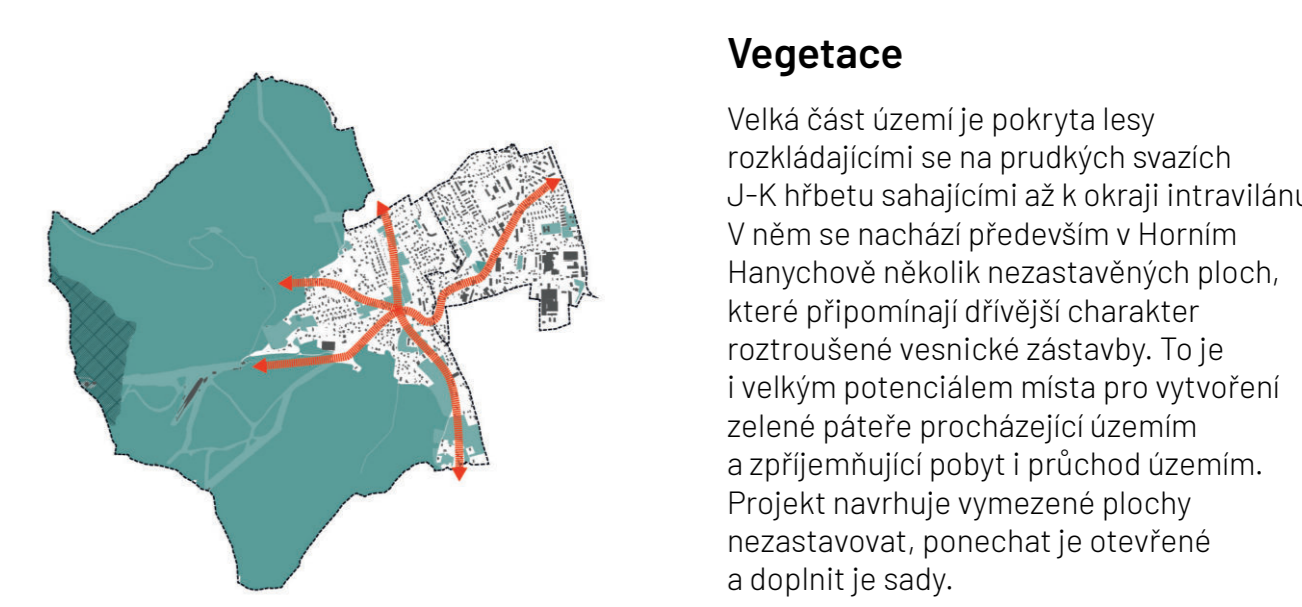 Vegetace
Velká část území je pokryta lesy
rozkládajícími se na prudkých svazích
J-K hřbetu sahajícími až k okraji intravilánu
V něm se nachází především v Horním
Hanychově několik nezastavěných ploch,
které připomínají dřívější charakter
roztroušené vesnické zástavby. To je
i velkým potenciálem místa pro vytvoření
zelené páteře procházející územím
a zpříjemňující pobyt i průchod územím.
Projekt navrhuje vymezené plochy
nezastavovat, ponechat je otevřené
a doplnit je sady.